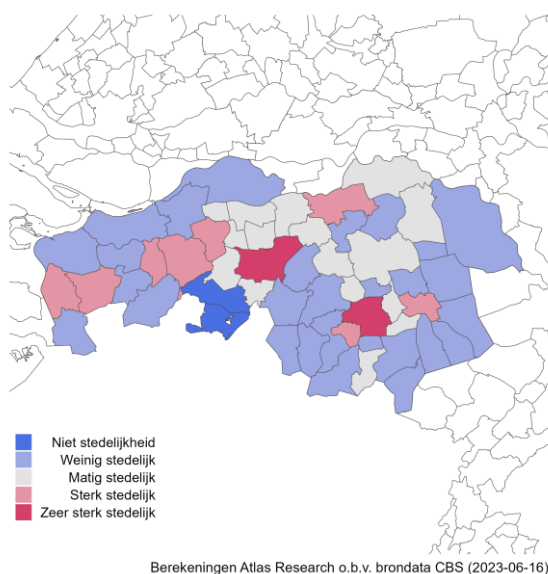 Niet stedelijkheid
Weinig stedelijk
Matig stedelijk
Sterk stedelijk
Zeer sterk stedelijk
Berekeningen Atlas Research o.b.v. brondata CBS (2023-06-16)